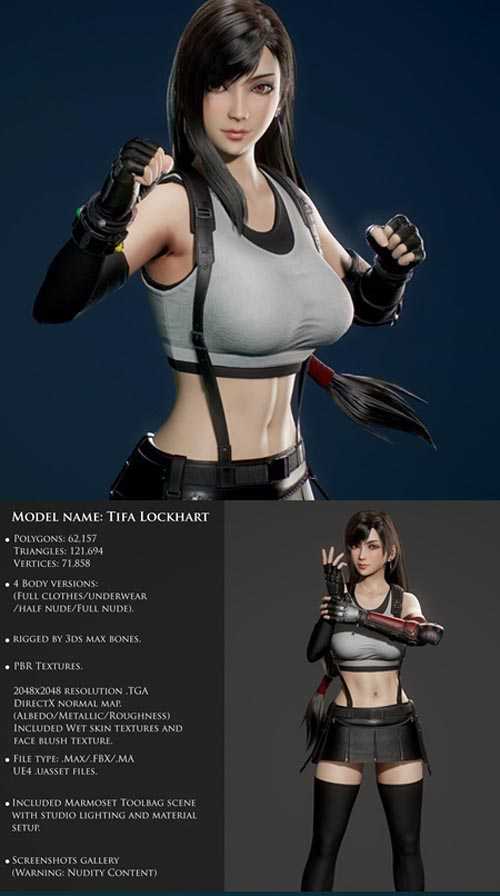 Model name: Tifa Lockhart
Polygons: 62,157
Triangles: 121,694
Vertices: 71,858
4 Body versions:
(Full clothes/underwear
/half nude/Full nude).
rigged by 3ds max bones.
PBR Textures.
2048x2048 resolution .TGA
DirectX normal map.
(Albedo/Metallic/Roughness)
Included Wet skin textures and
face blush texture.
File type: .Max/.FBX/.MA
UE4 .uasset files.
Included Marmoset Toolbag scene
with studio lighting and material
setup.
Screenshots gallery
(Warning: Nudity Content)